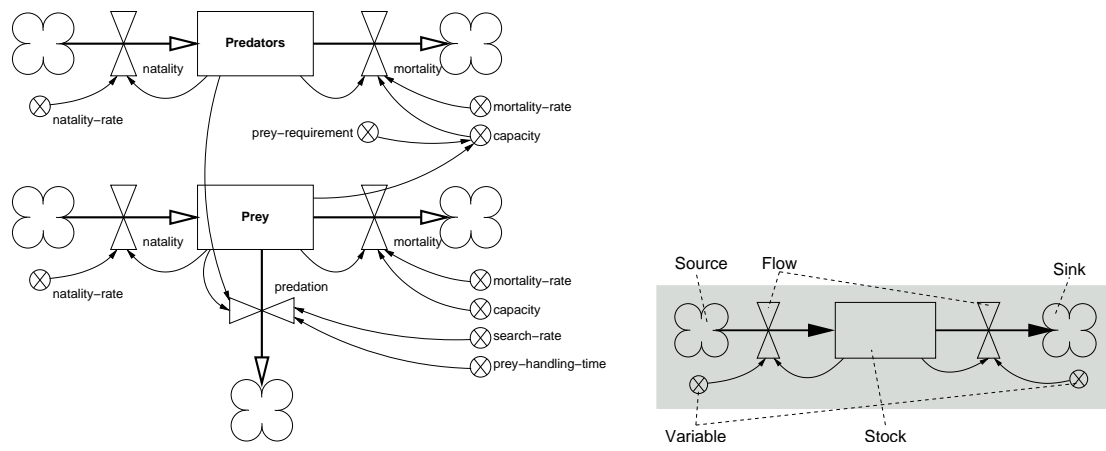 Predators
natality
mortality
natality−rate
mortality−rate
prey−requirement
capacity
Prey
natality
mortality
natality−rate
mortality−rate
predation
capacity
search−rate
prey−handling−time
Source
Flow
Sink
Variable
Stock